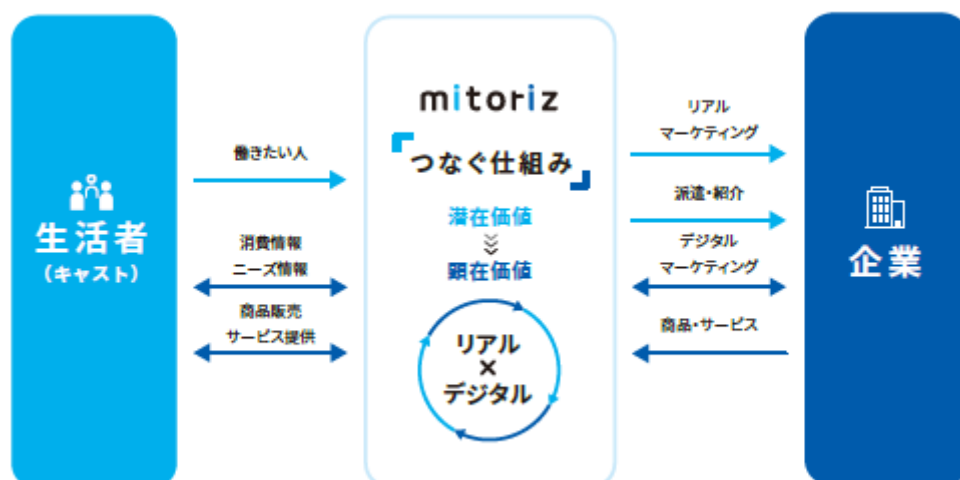 生活者
(キャスト)
働きたい人
消費情報
ニーズ情報
商品販売
サービス提供
mitoriz
つなぐ仕組み
潜在価値
顕在価値
リアル
×
デジタル
リアル
マーケティング
派遣・紹介
デジタル
マーケティング
商品・サービス
企業